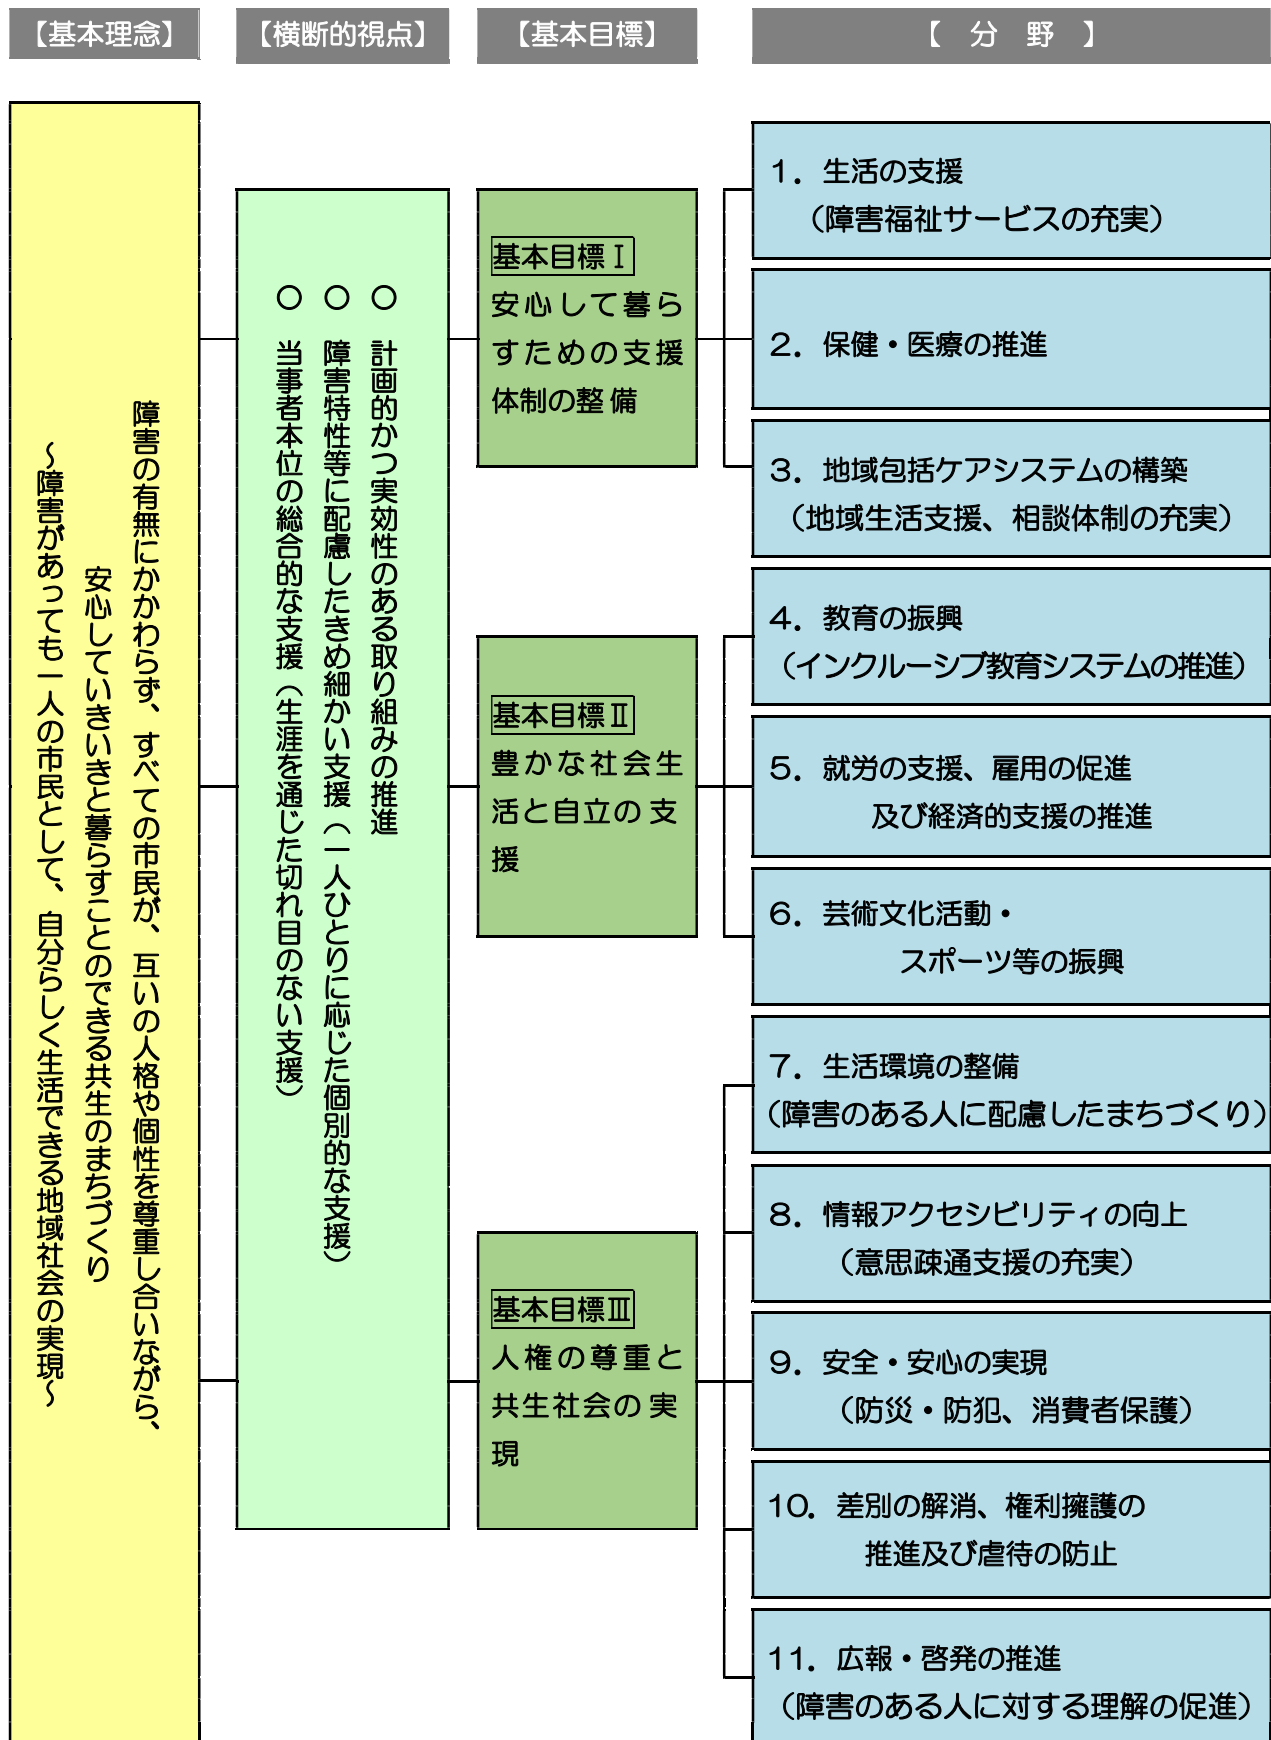 【基本理念】
【横断的視点】
【基本目標】
【 分 野 】
障害の有無にかかわらず、すべての市民が、互いの人格や個性を尊重し合いながら、
安心していきいきと暮らすことのできる共生のまちづくり
~障害があっても一人の市民として、自分らしく生活できる地域社会の実現~
○ 計画的かつ実効性のある取り組みの推進
○ 障害特性等に配慮したきめ細かい支援(一人ひとりに応じた個別的な支援)
○ 当事者本位の総合的な支援(生涯を通じた切れ目のない支援)
基本目標Ⅰ
安心して暮ら
すための支援
体制の整備
基本目標Ⅱ
豊かな社会生
活と自立の支
援
基本目標Ⅲ
人権の尊重と
共生社会の実
現
1.生活の支援
(障害福祉サービスの充実)
2.保健・医療の推進
3.地域包括ケアシステムの構築
(地域生活支援、相談体制の充実)
4.教育の振興
(インクルーシブ教育システムの推進)
5.就労の支援、雇用の促進
及び経済的支援の推進
6.芸術文化活動・
スポーツ等の振興
7.生活環境の整備
(障害のある人に配慮したまちづくり)
8.情報アクセシビリティの向上
(意思疎通支援の充実)
9.安全・安心の実現
(防災・防犯、消費者保護)
10.差別の解消、権利擁護の
推進及び虐待の防止
11.広報・啓発の推進
(障害のある人に対する理解の促進)